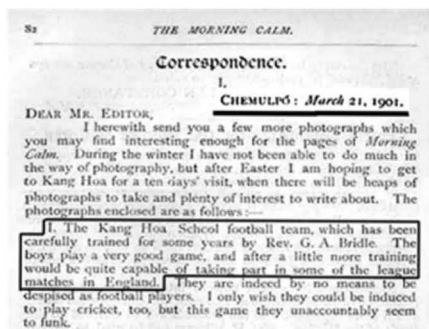 82 THE MORNING CALM.
Correspondence.
I.
CHEMULPÓ: March 21, 1901.
DEAR MR. EDITOR,
I herewith send you a few more photographs which
you may find interesting enough for the pages of Morning
Calm. During the winter I have not been able to do much in
the way of photography, but after Easter I am hoping to get
to Kang Hoa for a ten days' visit, when there will be heaps of
photographs to take and plenty of interest to write about. The
photographs enclosed are as follows :—
I. The Kang Hoa School football team, which has been
carefully trained for some years by Rev. G. A. Bridle. The
boys play a very good game, and after a little more training
would be quite capable of taking part in some of the league
matches in England. They are indeed by no means to be
despised as football players. I only wish they could be induced
to play cricket, too, but this game they unaccountably seem
to funk.